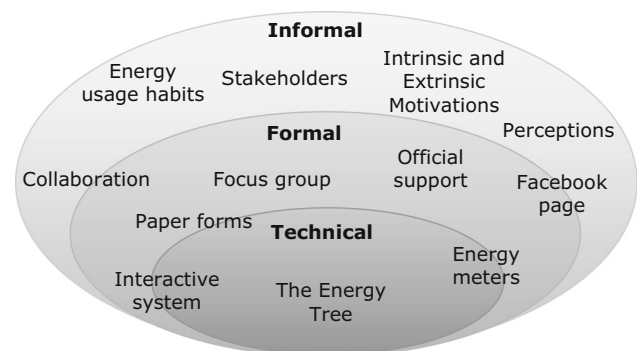 Informal
Energy
usage habits
Stakeholders
Intrinsic and
Extrinsic
Motivations
Perceptions
Formal
Collaboration
Focus group
Official
support
Facebook
page
Paper forms
Technical
Interactive
system
The Energy
Tree
Energy
meters